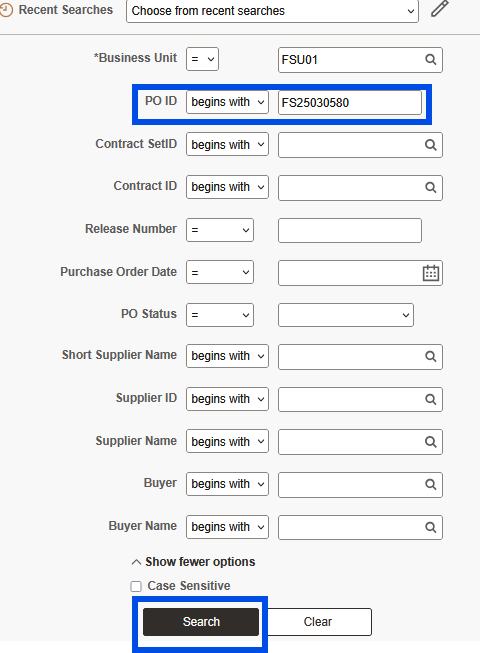 Recent Searches Choose from recent searches
*Business Unit = FSU01
PO ID begins with FS25030580
Contract SetID begins with
Contract ID begins with
Release Number =
Purchase Order Date =
PO Status =
Short Supplier Name begins with
Supplier ID begins with
Supplier Name begins with
Buyer begins with
Buyer Name begins with
Show fewer options
Case Sensitive
Search Clear